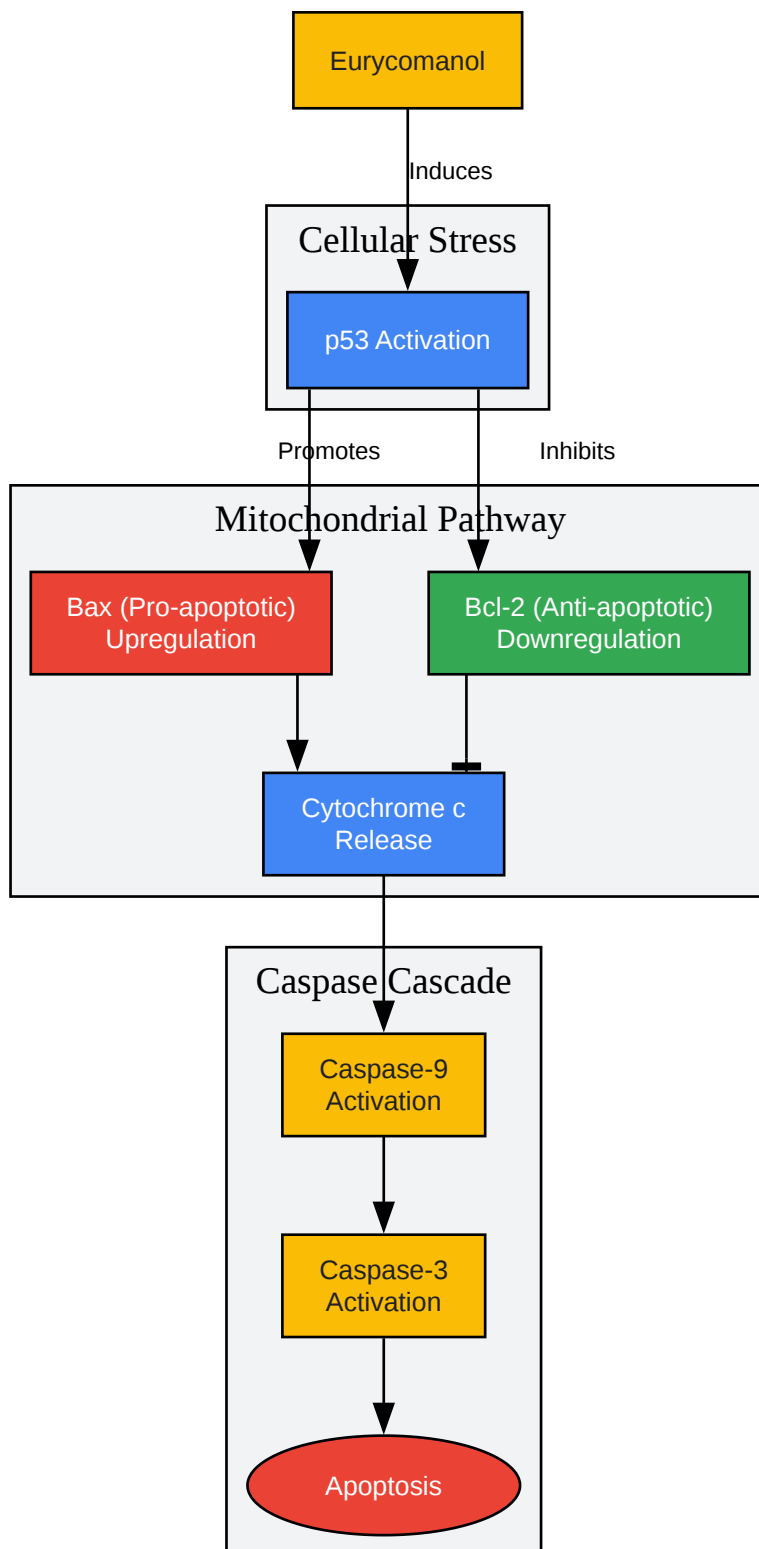 Eurycomanol
Induces
Cellular Stress
p53 Activation
Promotes
Inhibits
Mitochondrial Pathway
Bax (Pro-apoptotic)
Upregulation
Bcl-2 (Anti-apoptotic)
Downregulation
Cytochrome c
Release
Caspase Cascade
Caspase-9
Activation
Caspase-3
Activation
Apoptosis